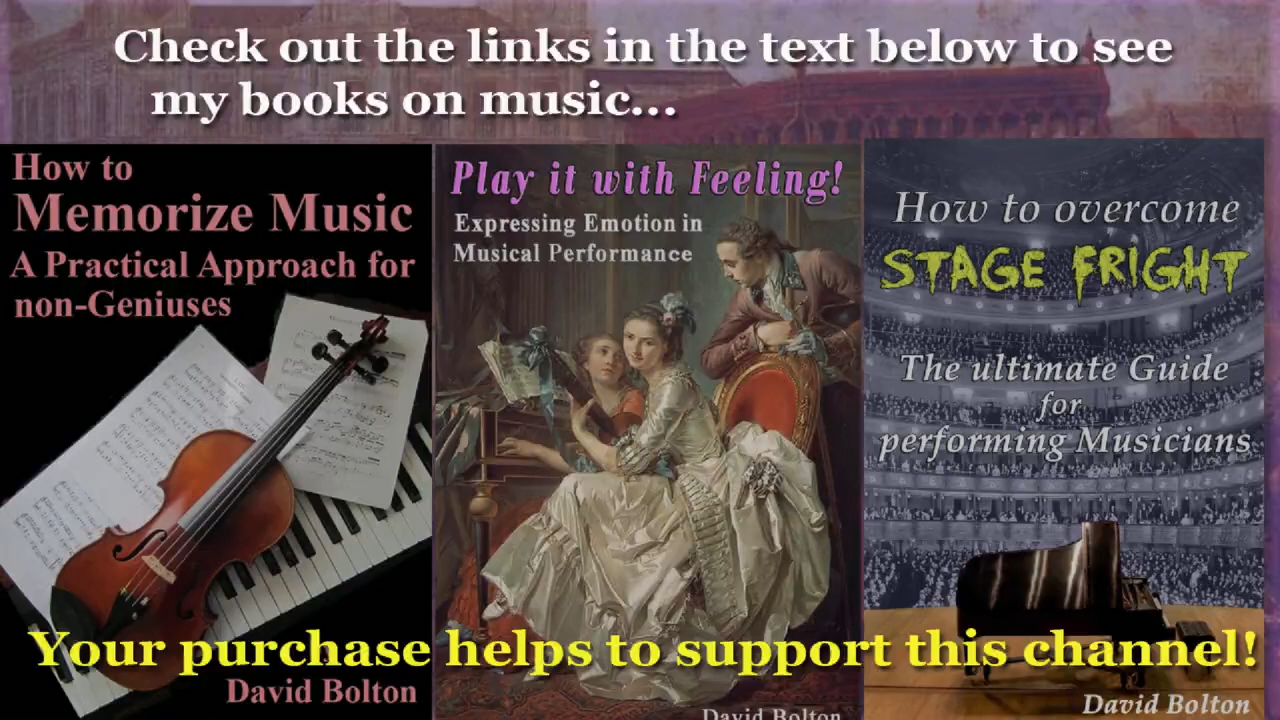 Check out the links in the text below to see
my books on music...
How to
Memorize Music
A Practical Approach for
non-Geniuses
David Bolton
Play it with Feeling!
Expressing Emotion in
Musical Performance
David Bolton
How to overcome
STAGE FRIGHT
The ultimate Guide
for
performing Musicians
David Bolton
Your purchase helps to support this channel!